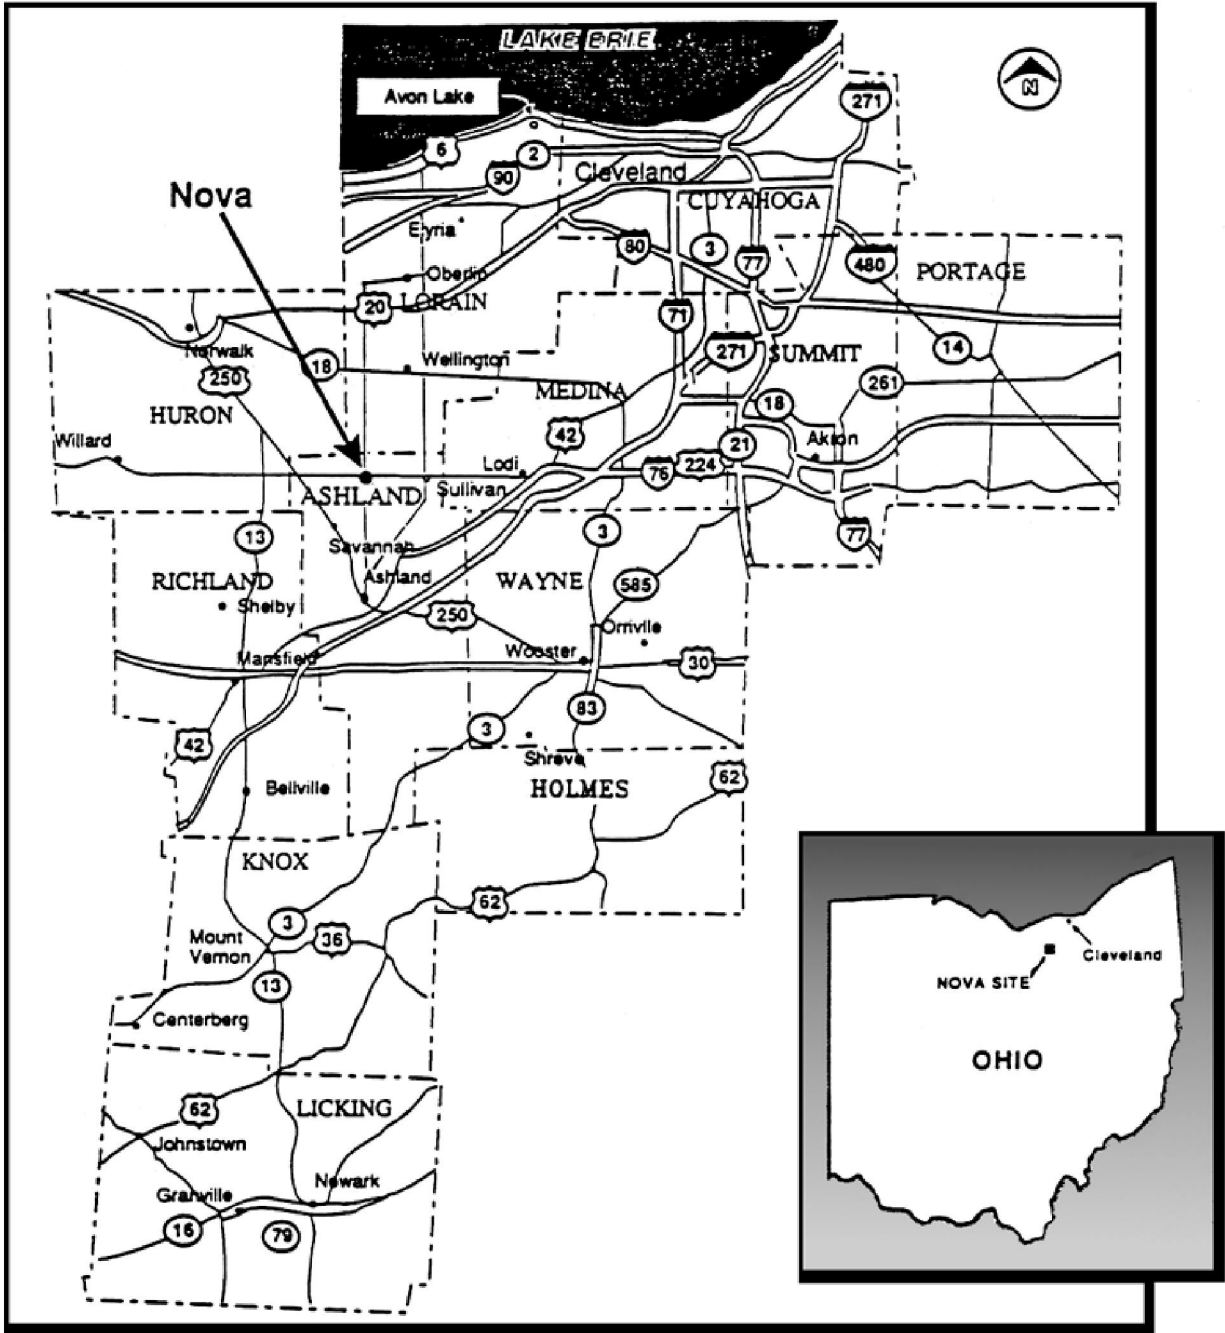 LAKE ERIE
N
271
Avon Lake
6
2
90
Cleveland
Nova
CUYAHOGA
Elyria
80
3
77
480
PORTAGE
Oberlin
20
LORAIN
71
Norwalk
18
Wellington
271
SUMMIT
14
250
MEDINA
261
HURON
18
42
21
Akron
Willard
Lodi
76
224
ASHLAND
Sullivan
13
3
77
Savannah
Ashland
RICHLAND
WAYNE
585
Shelby
250
Orrville
Mansfield
Wooster
30
83
3
42
Shreve
62
Bellville
HOLMES
KNOX
62
3
36
Mount
Vernon
13
Centerberg
62
LICKING
Johnstown
Newark
Granville
16
79
Cleveland
NOVA SITE
OHIO